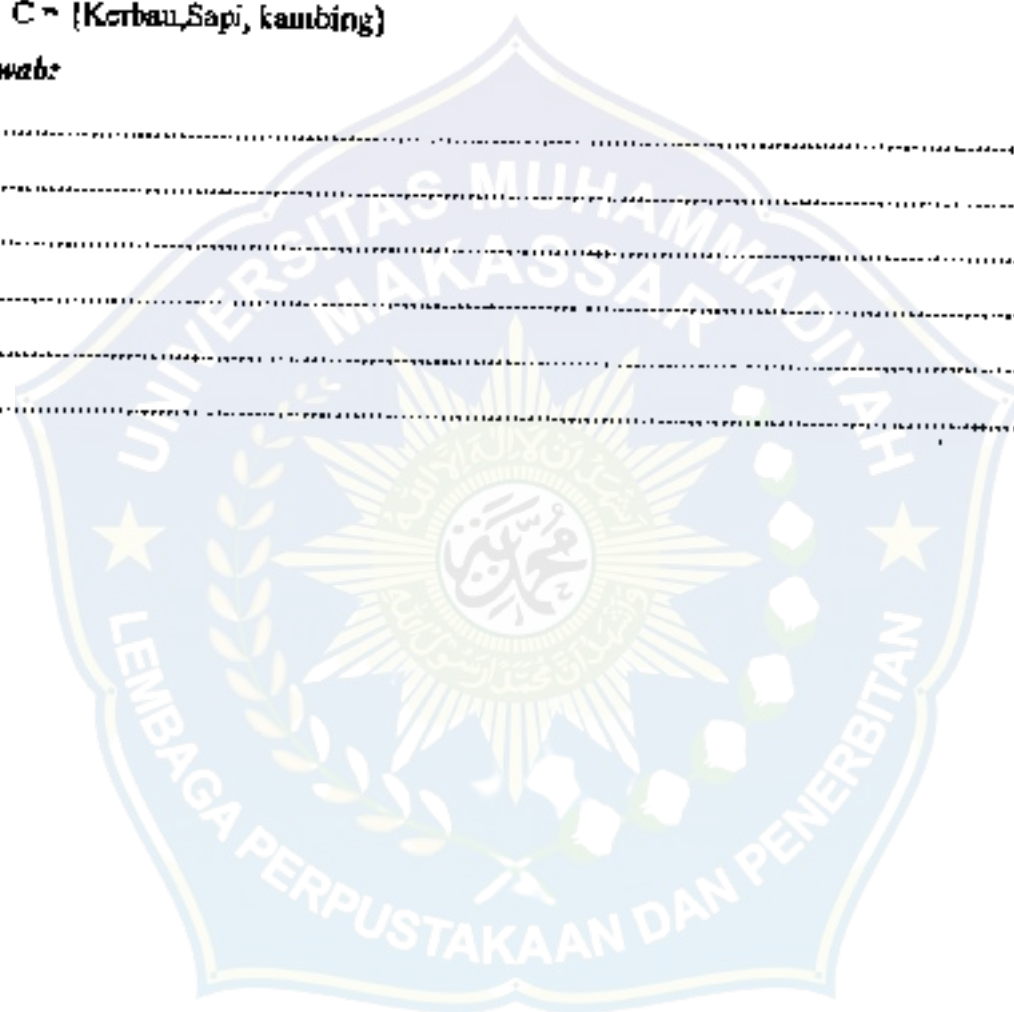 C = {Kerbau,Sapi, kambing}
wab:
UNIVERSITAS MUHAMMADIYAH
MAKASSAR
LEMBAGA PERPUSTAKAAN DAN PENERBITAN